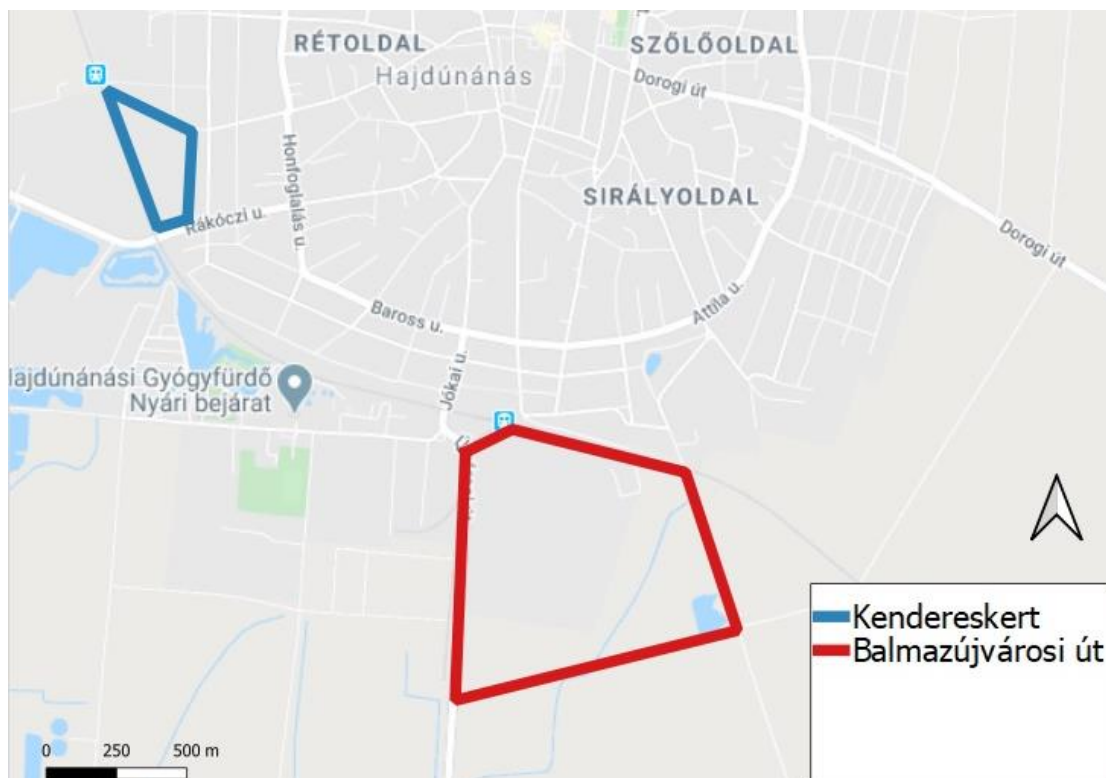 RÉTOLDAL
SZŐLŐOLDAL
Hajdúnánás
Dorogi út
Honfoglalás u.
SIRÁLYOLDAL
Rákóczi u.
Dorogi út
Baross u.
Attila u.
Jókai u.
ajdúnánási Gyógyfürdő
Nyári bejárat
Kendereskert
Balmazújvárosi út
0 250 500 m